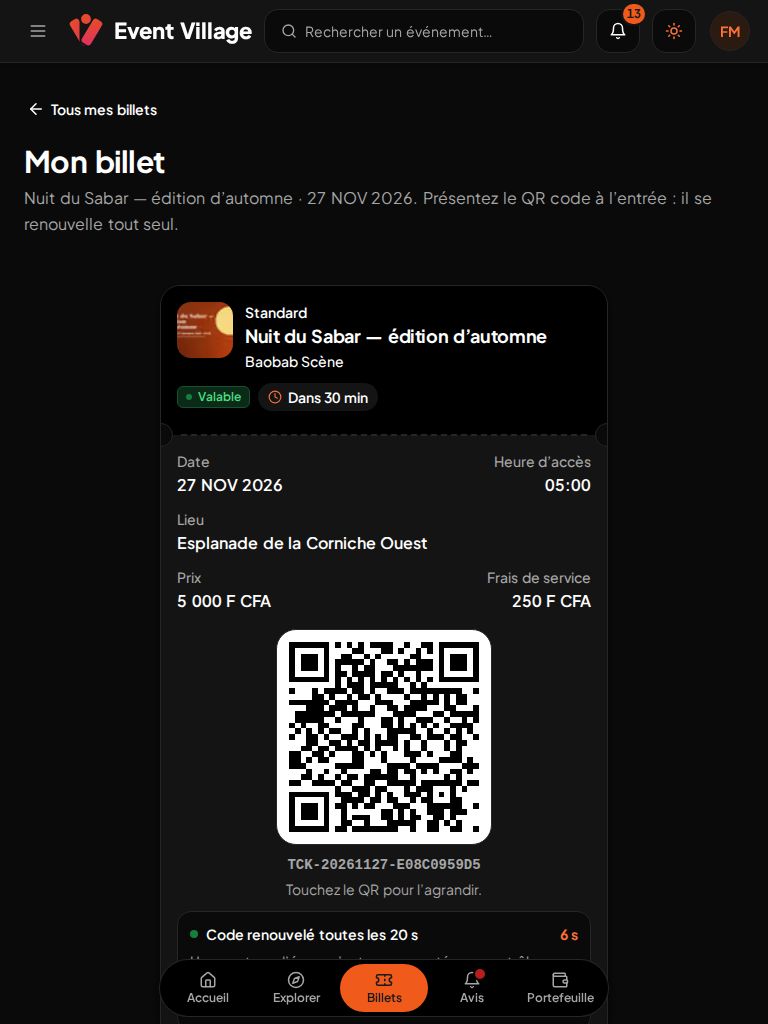 Event Village
Rechercher un événement…
13
FM
Tous mes billets
Mon billet
Nuit du Sabar — édition d’automne · 27 NOV 2026. Présentez le QR code à l’entrée : il se
renouvelle tout seul.
Standard
Nuit du Sabar — édition d’automne
Baobab Scène
Valable
Dans 30 min
Date
Heure d’accès
27 NOV 2026
05:00
Lieu
Esplanade de la Corniche Ouest
Prix
Frais de service
5 000 F CFA
250 F CFA
TCK-20261127-E08C0959D5
Touchez le QR pour l’agrandir.
Code renouvelé toutes les 20 s
6 s
Accueil
Explorer
Billets
Avis
Portefeuille